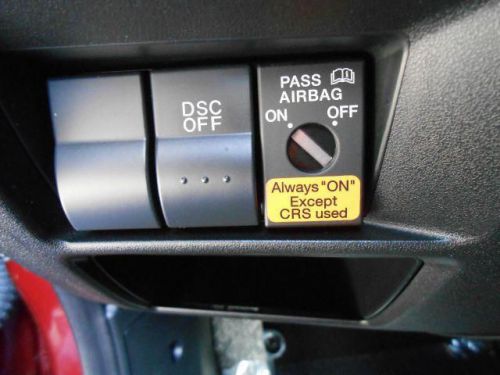 DSC
OFF
PASS
AIRBAG
ON
OFF
Always "ON"
Except
CRS used